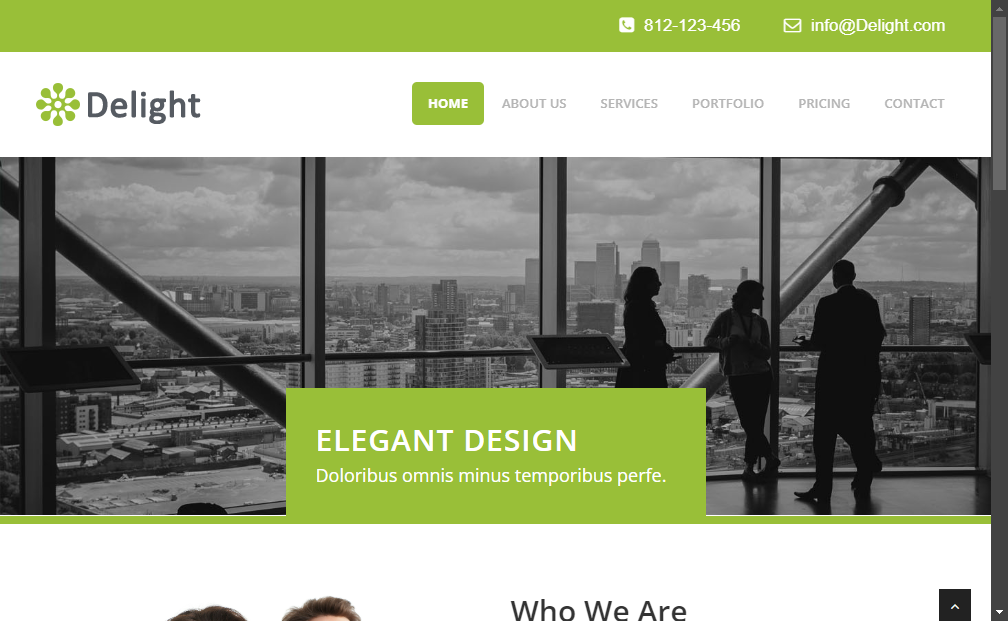 812-123-456 info@Delight.com
Delight
HOME ABOUT US SERVICES PORTFOLIO PRICING CONTACT
ELEGANT DESIGN
Doloribus omnis minus temporibus perfe.
Who We Are